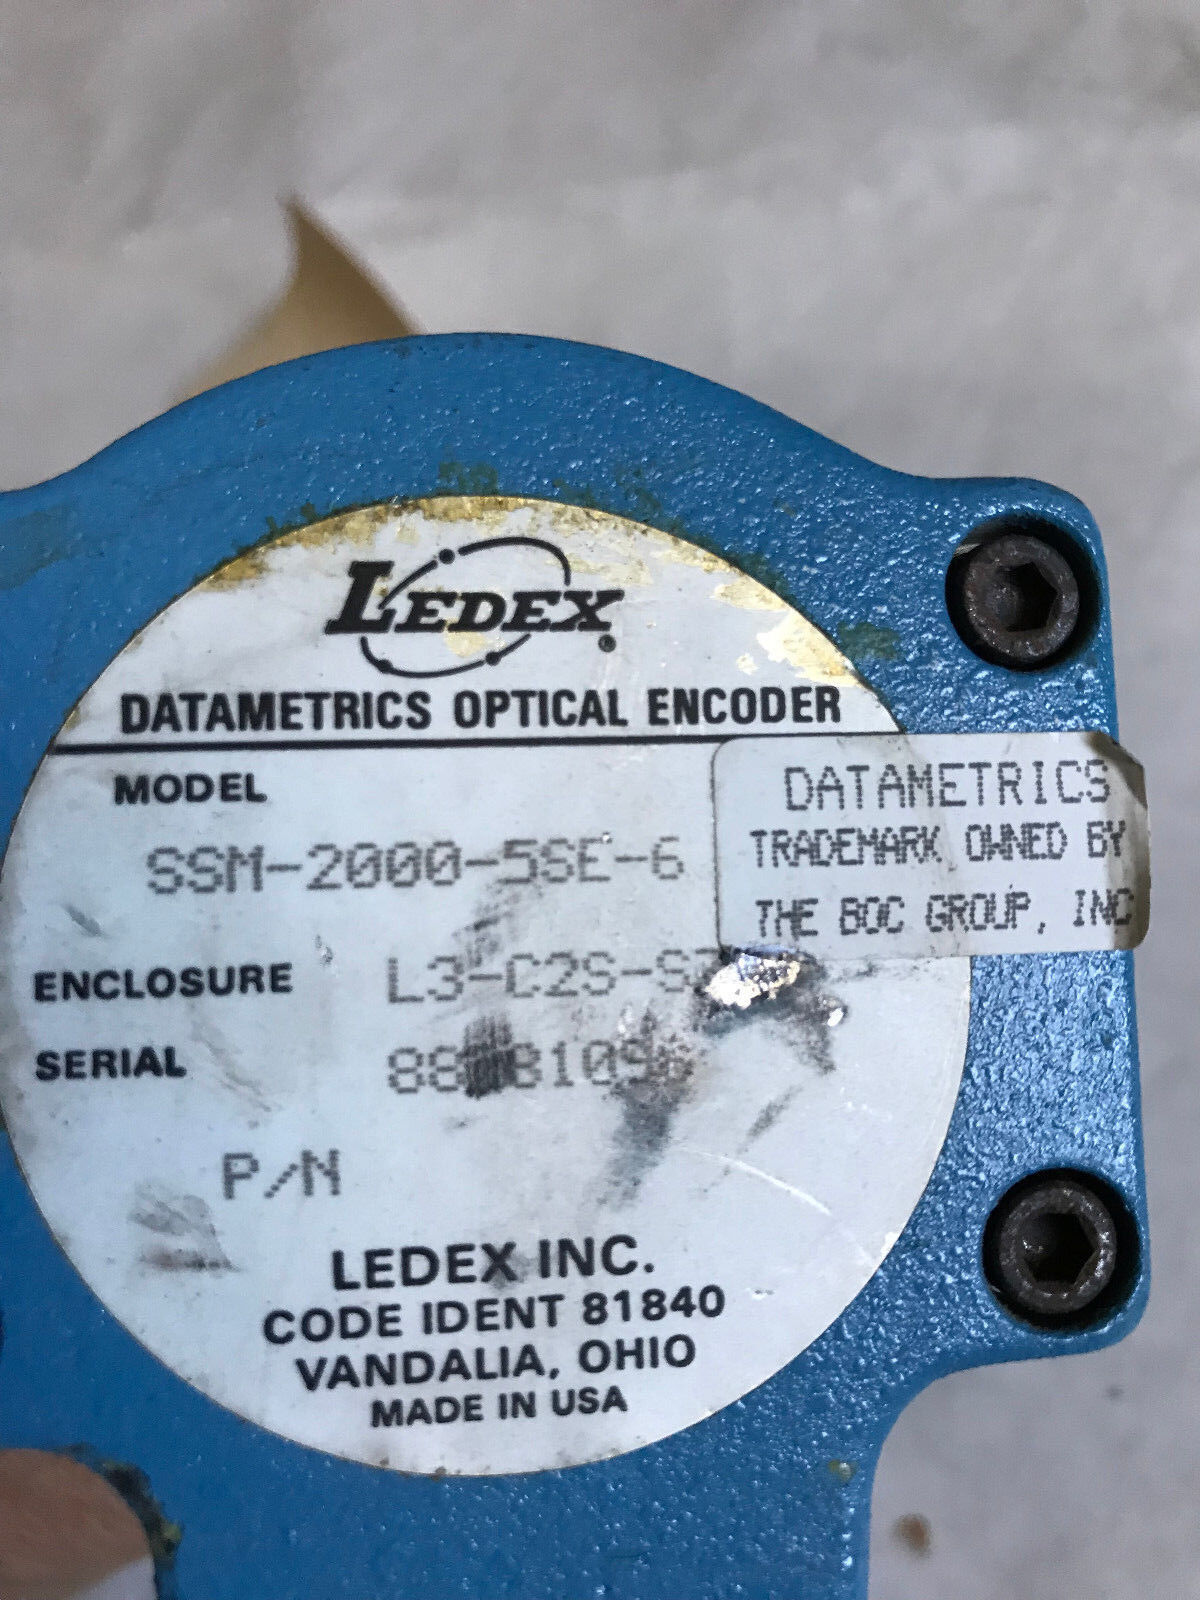 LEDEX®
DATAMETRICS OPTICAL ENCODER
MODEL
SSM-2000-5SE-6
DATAMETRICS
TRADEMARK OWNED BY
THE BOC GROUP, INC
ENCLOSURE
SERIAL
P/N
LEDEX INC.
CODE IDENT 81840
VANDALIA, OHIO
MADE IN USA